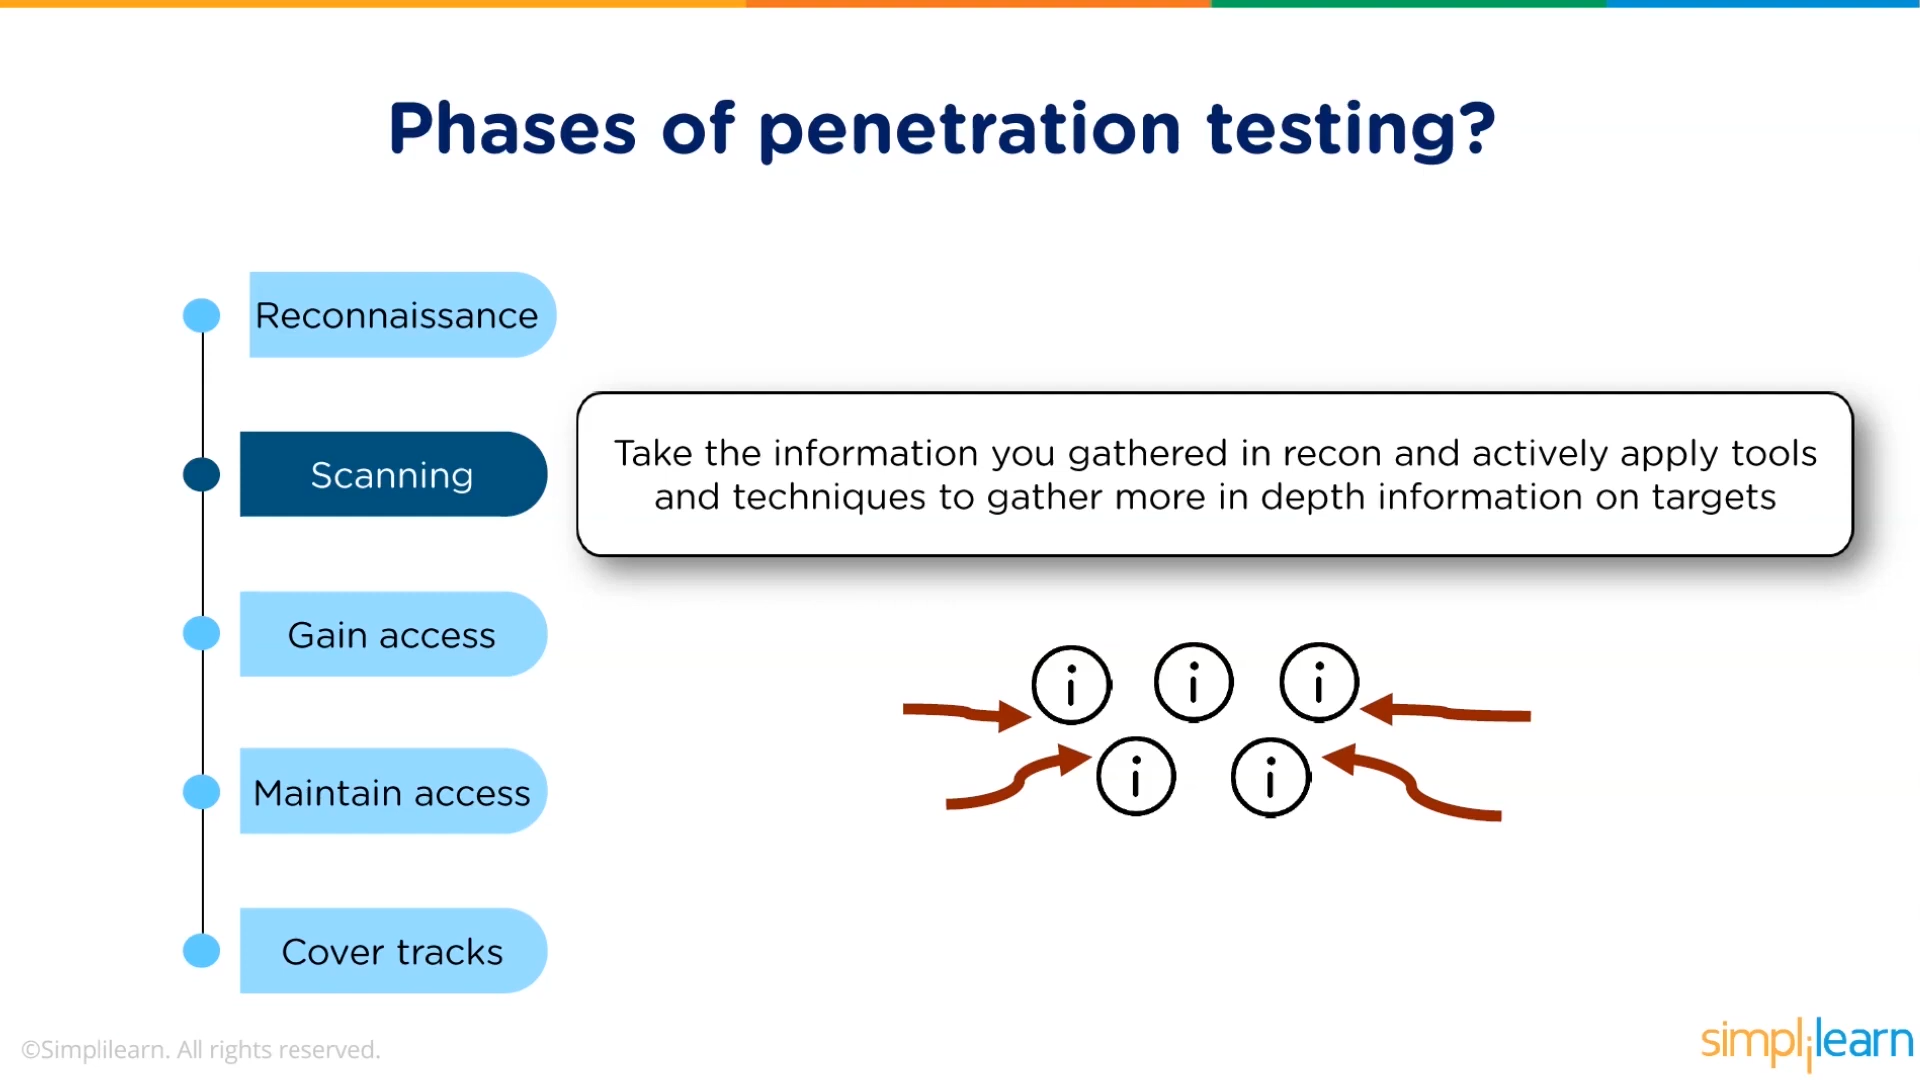 Phases of penetration testing?
Reconnaissance
Scanning
Take the information you gathered in recon and actively apply tools
and techniques to gather more in depth information on targets
Gain access
i i i
i i
Maintain access
Cover tracks
©Simplilearn. All rights reserved.
simplilearn